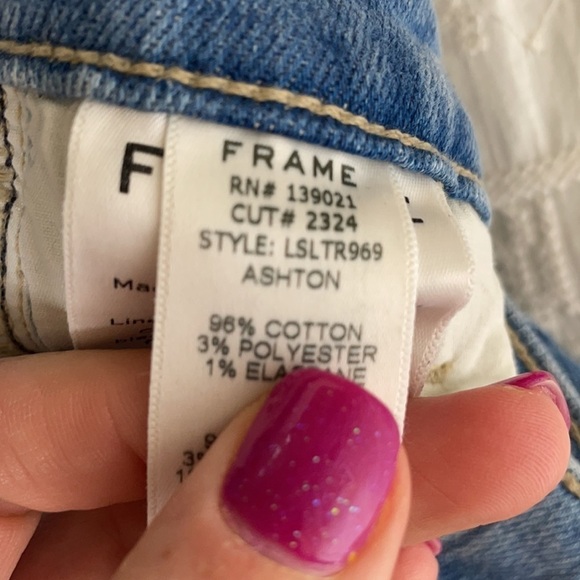 FRAME
RN# 139021
CUT# 2324
STYLE: LSLTR969
ASHTON
96% COTTON
3% POLYESTER
1% ELASTANE